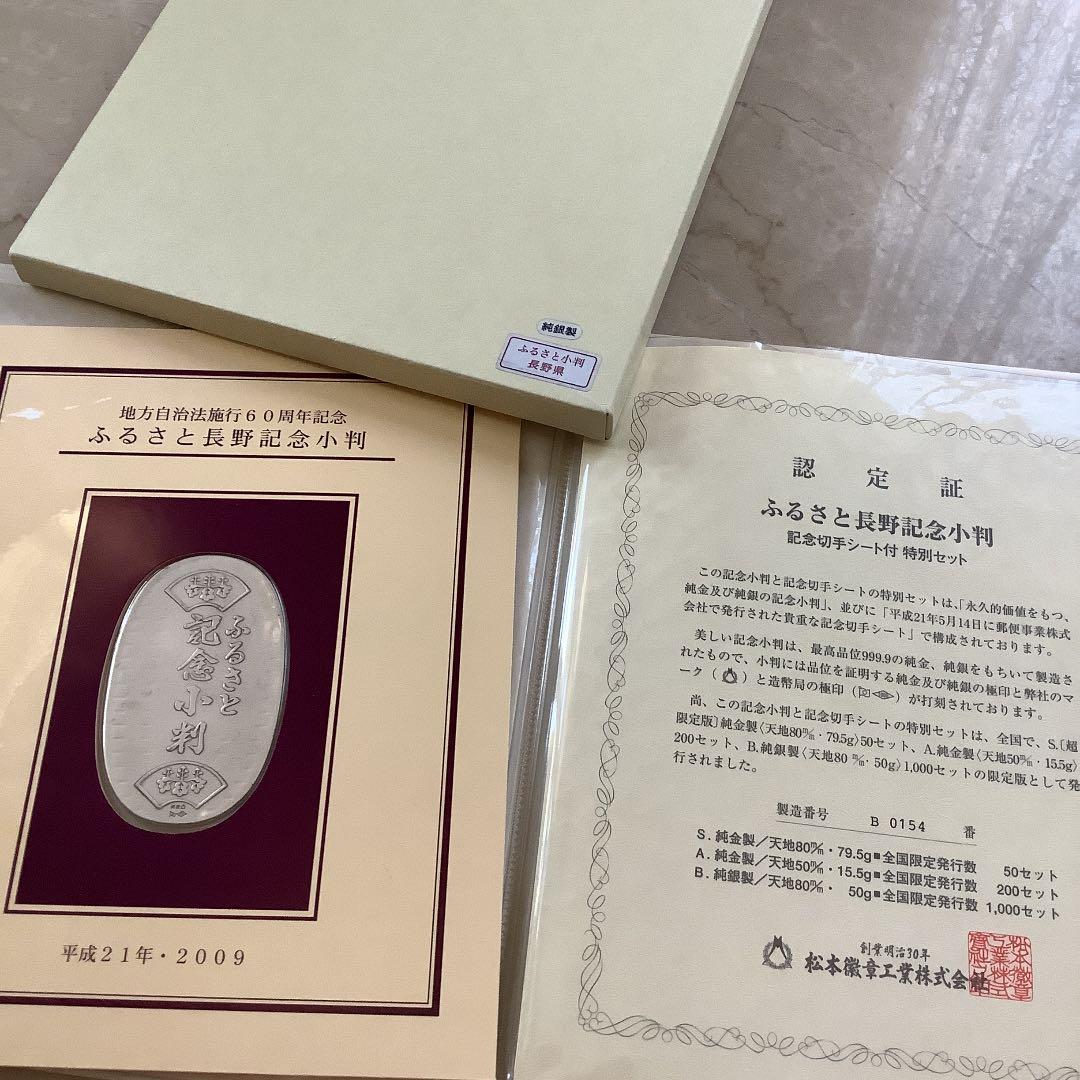 純銀製
ふるさと小判
長野県
地方自治法施行60周年記念
ふるさと長野記念小判
ふるさと
記念小判
平成21年・2009
認定証
ふるさと長野記念小判
記念切手シート付 特別セット
この記念小判と記念切手シートの特別セットは、「永久的価値をもつ、
純金及び純銀の記念小判」、並びに「平成21年5月14日に郵便事業株式
会社で発行された貴重な記念切手シート」で構成されております。
美しい記念小判は、最高品位999.9の純金、純銀をもちいて製造さ
れたもので、小判には品位を証明する純金及び純銀の極印と弊社のマ
ーク（ ）と造幣局の極印（ ）が打刻されております。
尚、この記念小判と記念切手シートの特別セットは、全国で、S.〔超
限定版〕純金製〈天地80㎜・79.5g〉50セット、A.純金製〈天地50㎜・15.5g〉
200セット、B.純銀製〈天地80㎜・50g〉1,000セットの限定版として発
行されました。
製造番号 B 0154 番
S.純金製／天地80㎜・79.5g■全国限定発行数 50セット
A.純金製／天地50㎜・15.5g■全国限定発行数 200セット
B.純銀製／天地80㎜・ 50g■全国限定発行数 1,000セット
創業明治30年
松本徽章工業株式会社